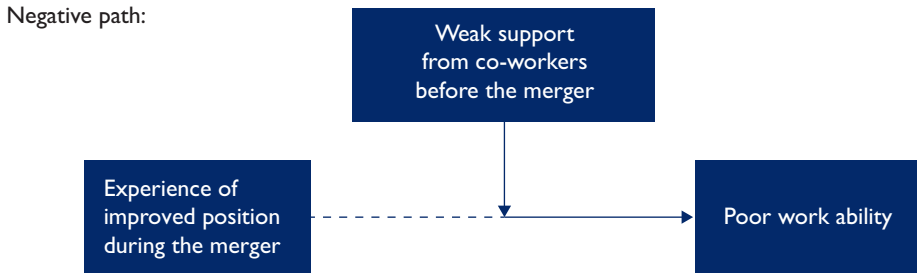 Negative path:
Weak support
from co-workers
before the merger
Experience of
improved position
during the merger
Poor work ability